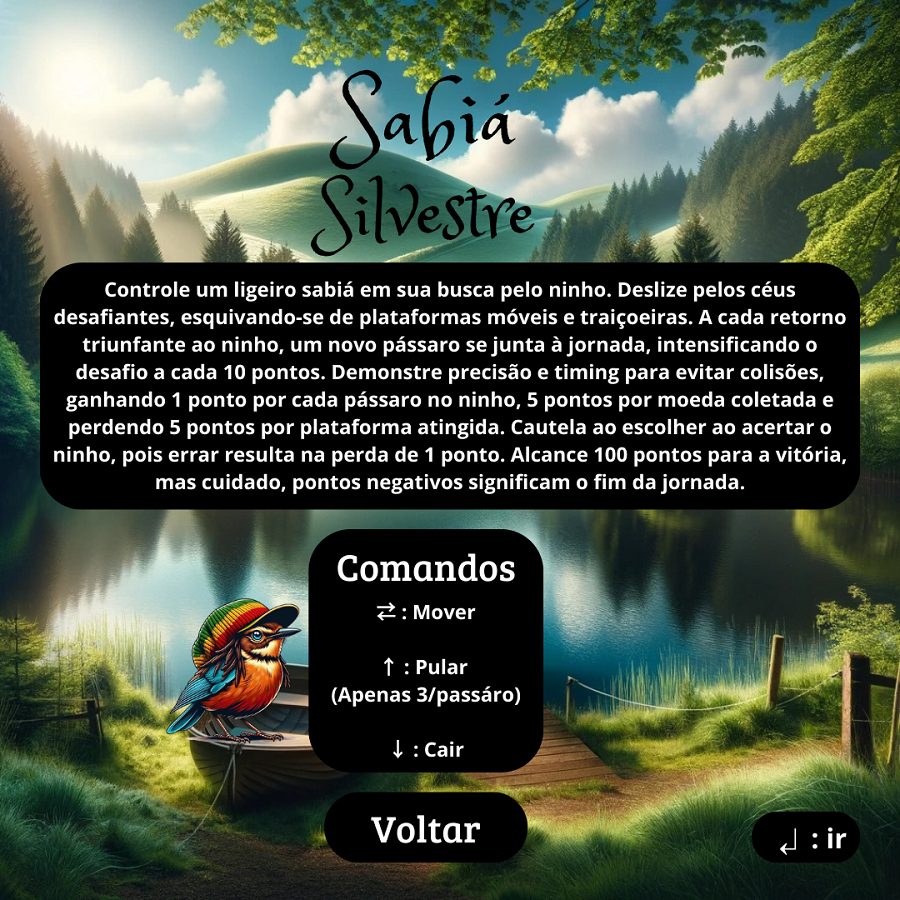 Sabiá
Silvestre
Controle um ligeiro sabiá em sua busca pelo ninho. Deslize pelos céus
desafiantes, esquivando-se de plataformas móveis e traiçoeiras. A cada retorno
triunfante ao ninho, um novo pássaro se junta à jornada, intensificando o
desafio a cada 10 pontos. Demonstre precisão e timing para evitar colisões,
ganhando 1 ponto por cada pássaro no ninho, 5 pontos por moeda coletada e
perdendo 5 pontos por plataforma atingida. Cautela ao escolher ao acertar o
ninho, pois errar resulta na perda de 1 ponto. Alcance 100 pontos para a vitória,
mas cuidado, pontos negativos significam o fim da jornada.
Comandos
⇄ : Mover
↑ : Pular
(Apenas 3/passáro)
↓ : Cair
Voltar
↲ : ir